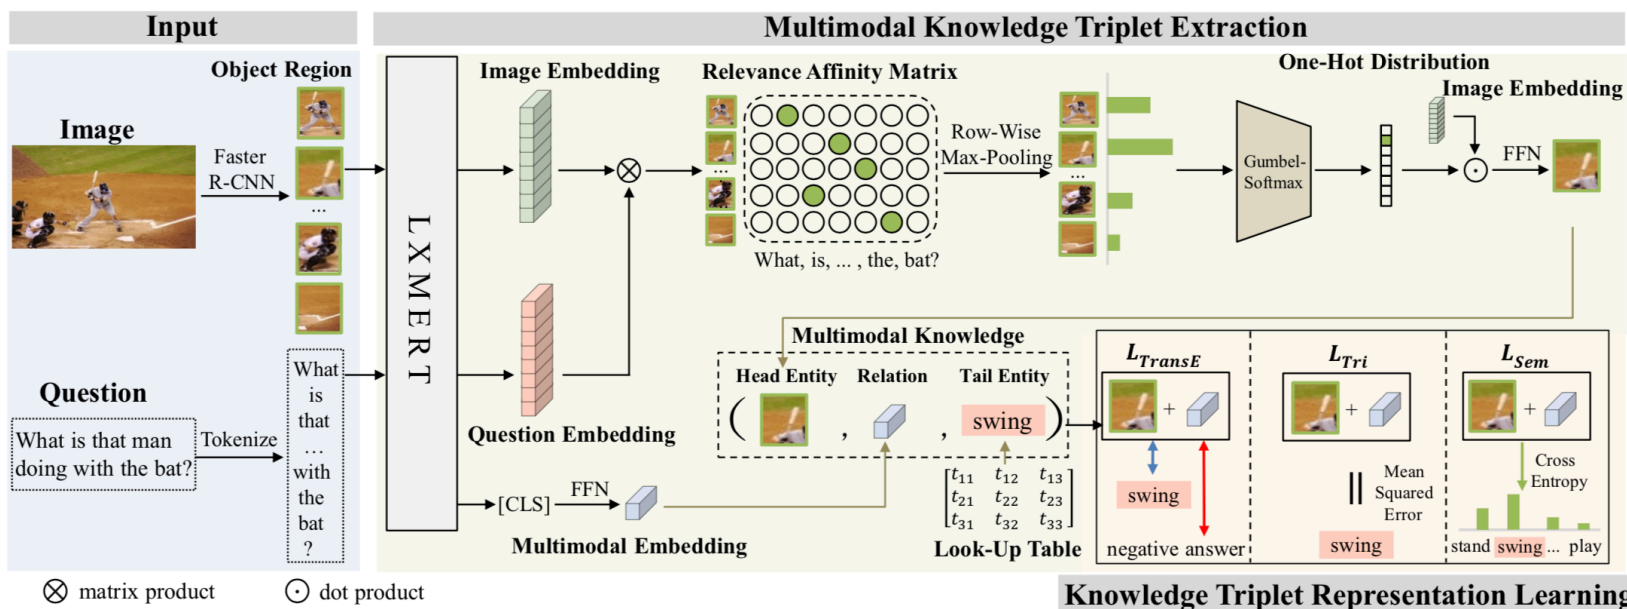 Input
Multimodal Knowledge Triplet Extraction
Object Region
Image
Faster
R-CNN
...
Question
What is that man
doing with the bat?
Tokenize
What
is
that
...
with
the
bat
?
LXMERT
Image Embedding
Question Embedding
[CLS]
FFN
Multimodal Embedding
Relevance Affinity Matrix
...
What, is, ... , the, bat?
Row-Wise
Max-Pooling
...
Gumbel-
Softmax
One-Hot Distribution
Image Embedding
FFN
Multimodal Knowledge
Head Entity Relation Tail Entity
( , , swing )
t11 t12 t13
t21 t22 t23
t31 t32 t33
Look-Up Table
L_TransE
+
swing
negative answer
L_Tri
+
Mean
Squared
Error
swing
L_Sem
+
Cross
Entropy
stand swing ... play
⊗ matrix product
⊙ dot product
Knowledge Triplet Representation Learning